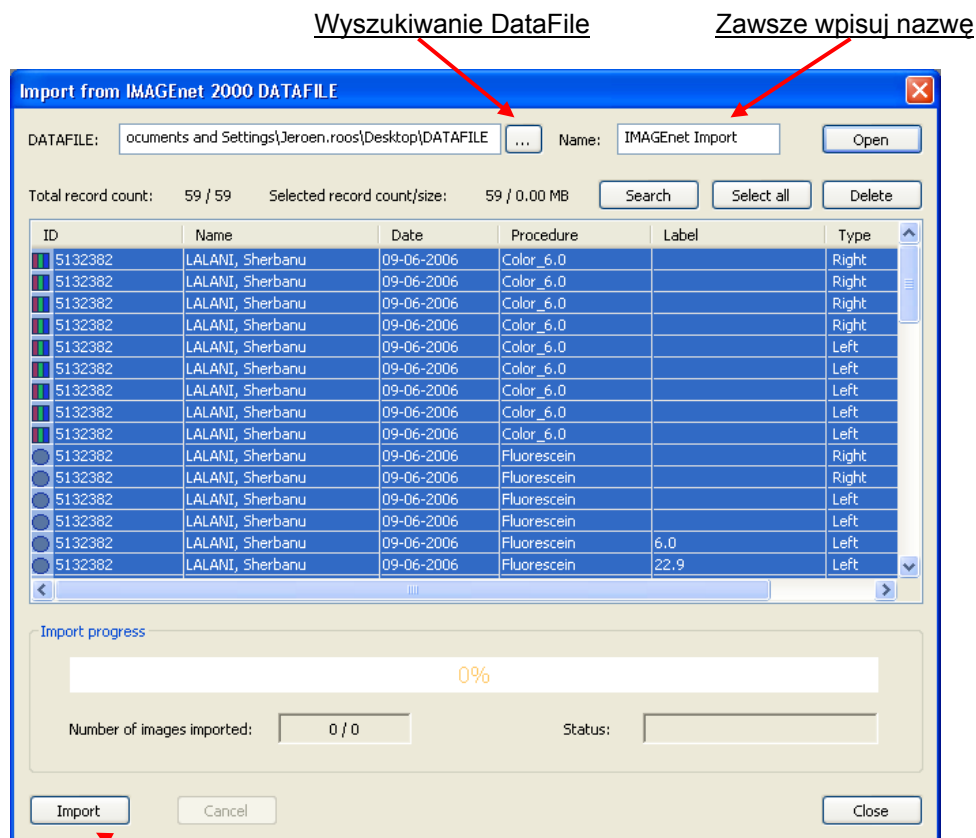 Wyszukiwanie DataFile Zawsze wpisuj nazwę
Import from IMAGEnet 2000 DATAFILE
DATAFILE: ocuments and Settings\Jeroen.roos\Desktop\DATAFILE ... Name: IMAGEnet Import Open
Total record count: 59 / 59 Selected record count/size: 59 / 0.00 MB Search Select all Delete
ID Name Date Procedure Label Type
5132382 LALANI, Sherbanu 09-06-2006 Color_6.0 Right
5132382 LALANI, Sherbanu 09-06-2006 Color_6.0 Right
5132382 LALANI, Sherbanu 09-06-2006 Color_6.0 Right
5132382 LALANI, Sherbanu 09-06-2006 Color_6.0 Right
5132382 LALANI, Sherbanu 09-06-2006 Color_6.0 Left
5132382 LALANI, Sherbanu 09-06-2006 Color_6.0 Left
5132382 LALANI, Sherbanu 09-06-2006 Color_6.0 Left
5132382 LALANI, Sherbanu 09-06-2006 Color_6.0 Left
5132382 LALANI, Sherbanu 09-06-2006 Color_6.0 Left
5132382 LALANI, Sherbanu 09-06-2006 Fluorescein Right
5132382 LALANI, Sherbanu 09-06-2006 Fluorescein Right
5132382 LALANI, Sherbanu 09-06-2006 Fluorescein Left
5132382 LALANI, Sherbanu 09-06-2006 Fluorescein Left
5132382 LALANI, Sherbanu 09-06-2006 Fluorescein 6.0 Left
5132382 LALANI, Sherbanu 09-06-2006 Fluorescein 22.9 Left
Import progress
0%
Number of images imported: 0 / 0 Status:
Import Cancel Close